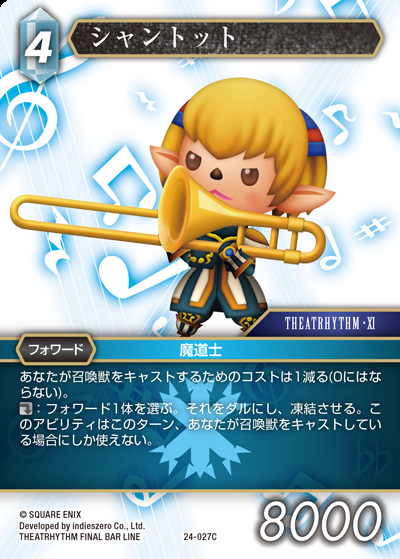 4
シャントット
THEATRHYTHM・XI
フォワード
魔道士
あなたが召喚獣をキャストするためのコストは1減る(0にはな
らない)。
：フォワード1体を選ぶ。それをダルにし、凍結させる。こ
のアビリティはこのターン、あなたが召喚獣をキャストしてい
る場合にしか使えない。
© SQUARE ENIX
Developed by indieszero Co., Ltd.
THEATRHYTHM FINAL BAR LINE
24-027C
8000